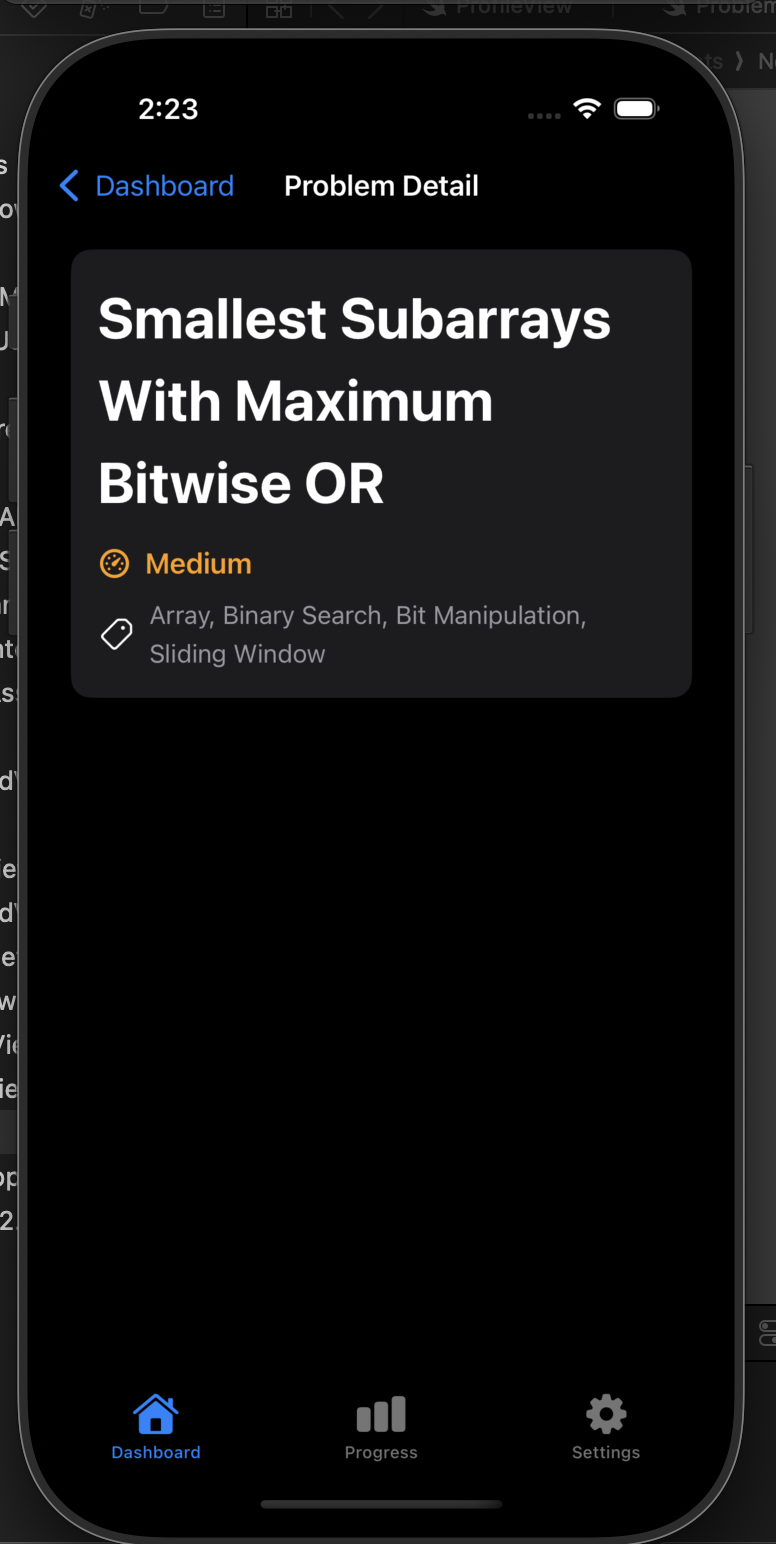 ProfileView
2:23
Dashboard
Problem Detail
Smallest Subarrays
With Maximum
Bitwise OR
Medium
Array, Binary Search, Bit Manipulation,
Sliding Window
Dashboard
Progress
Settings